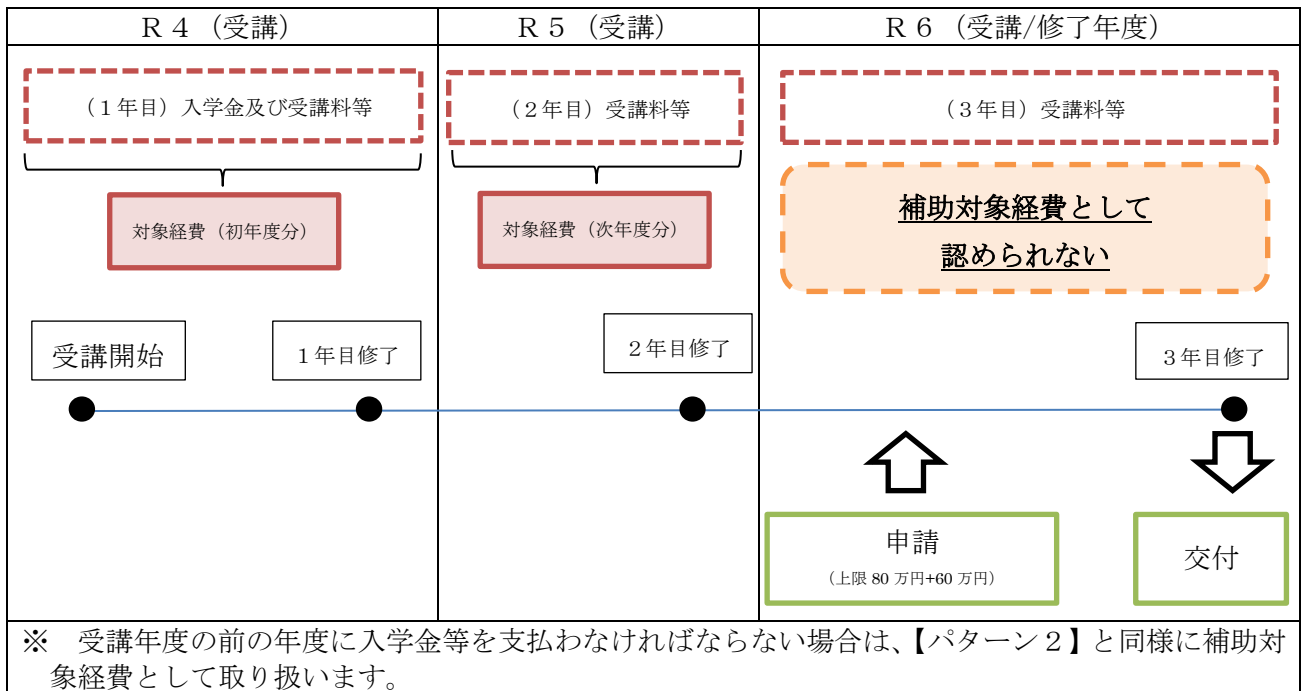 Ｒ４（受講）
Ｒ５（受講）
Ｒ６（受講/修了年度）
（１年目）入学金及び受講料等
（２年目）受講料等
（３年目）受講料等
対象経費（初年度分）
対象経費（次年度分）
補助対象経費として
認められない
受講開始
１年目修了
２年目修了
３年目修了
申請
（上限 80 万円+60 万円）
交付
※　受講年度の前の年度に入学金等を支払わなければならない場合は、【パターン２】と同様に補助対
象経費として取り扱います。